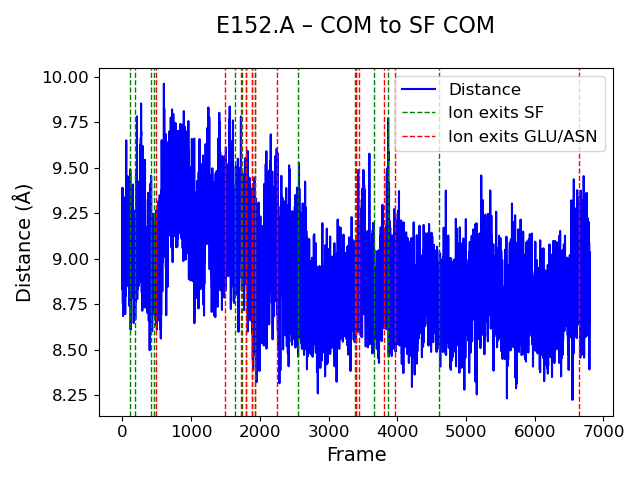 E152.A – COM to SF COM
10.00
9.75
9.50
9.25
9.00
8.75
8.50
8.25
Distance (Å)
Distance
Ion exits SF
Ion exits GLU/ASN
0 1000 2000 3000 4000 5000 6000 7000
Frame